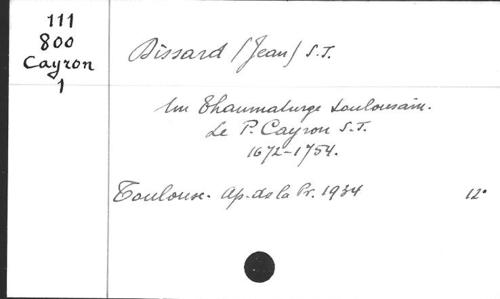 111
800
Cayron
1
Dissard (Jean) S.J.
Un Thaumaturge toulousain.
Le P. Cayron S.J.
1672-1754.
Toulouse. Ap. de la Pr. 1934 12°